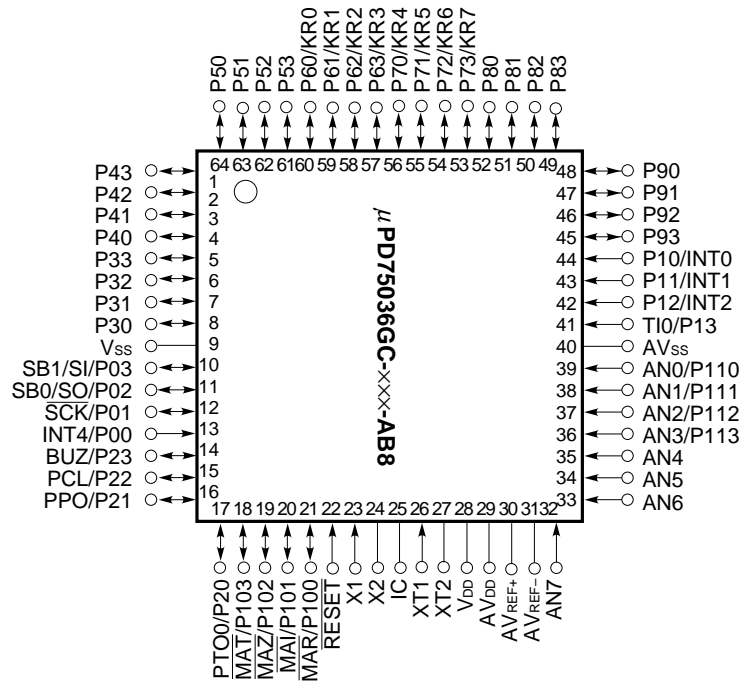 P50
P51
P52
P53
P60/KR0
P61/KR1
P62/KR2
P63/KR3
P70/KR4
P71/KR5
P72/KR6
P73/KR7
P80
P81
P82
P83
64 63 62 61 60 59 58 57 56 55 54 53 52 51 50 49
P43 1
P42 2
P41 3
P40 4
P33 5
P32 6
P31 7
P30 8
VSS 9
SB1/SI/P03 10
SB0/SO/P02 11
SCK/P01 12
INT4/P00 13
BUZ/P23 14
PCL/P22 15
PPO/P21 16
μPD75036GC-×××-AB8
48 P90
47 P91
46 P92
45 P93
44 P10/INT0
43 P11/INT1
42 P12/INT2
41 TI0/P13
40 AVSS
39 AN0/P110
38 AN1/P111
37 AN2/P112
36 AN3/P113
35 AN4
34 AN5
33 AN6
17 18 19 20 21 22 23 24 25 26 27 28 29 30 31 32
PTO0/P20
MAT/P103
MAZ/P102
MAI/P101
MAR/P100
RESET
X1
X2
IC
XT1
XT2
VDD
AVDD
AVREF+
AVREF−
AN7